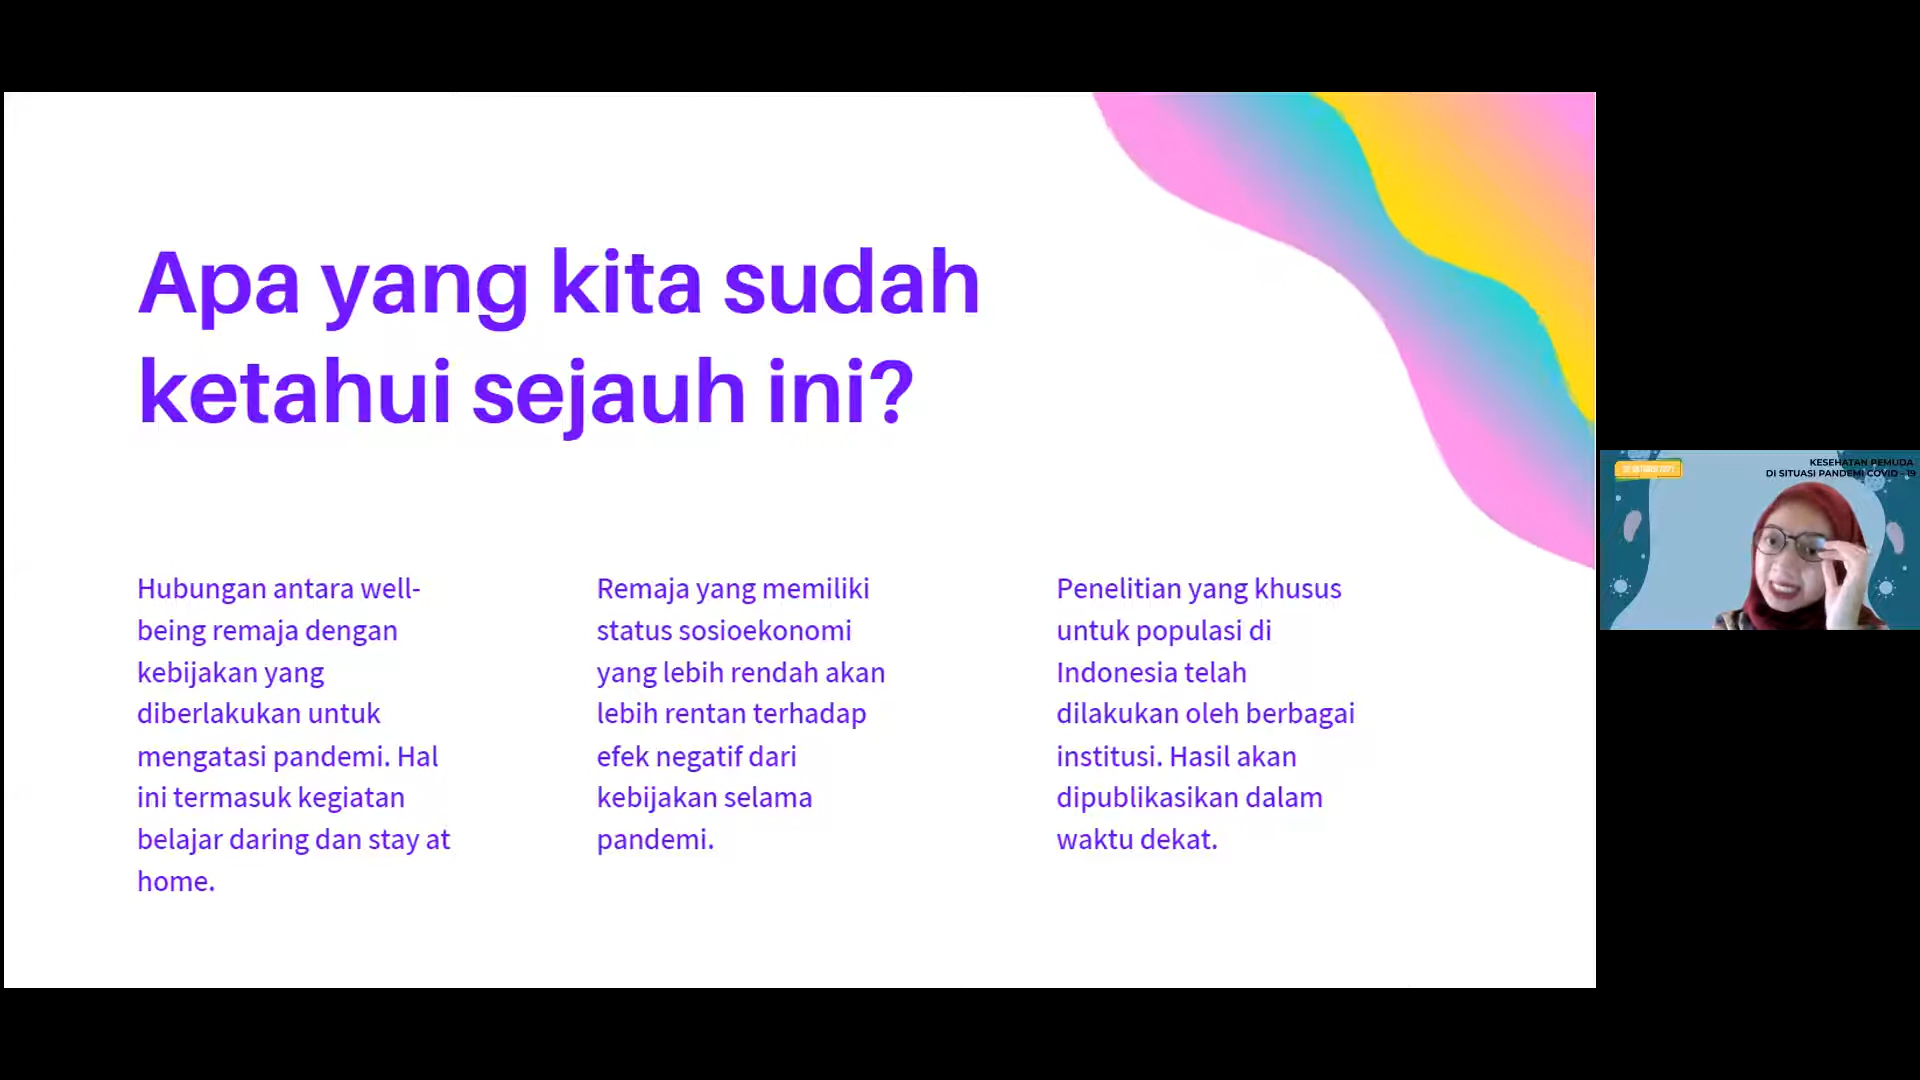 Apa yang kita sudah
ketahui sejauh ini?
Hubungan antara well-
being remaja dengan
kebijakan yang
diberlakukan untuk
mengatasi pandemi. Hal
ini termasuk kegiatan
belajar daring dan stay at
home.
Remaja yang memiliki
status sosioekonomi
yang lebih rendah akan
lebih rentan terhadap
efek negatif dari
kebijakan selama
pandemi.
Penelitian yang khusus
untuk populasi di
Indonesia telah
dilakukan oleh berbagai
institusi. Hasil akan
dipublikasikan dalam
waktu dekat.
KESEHATAN PEMUDA
DI SITUASI PANDEMI COVID - 19